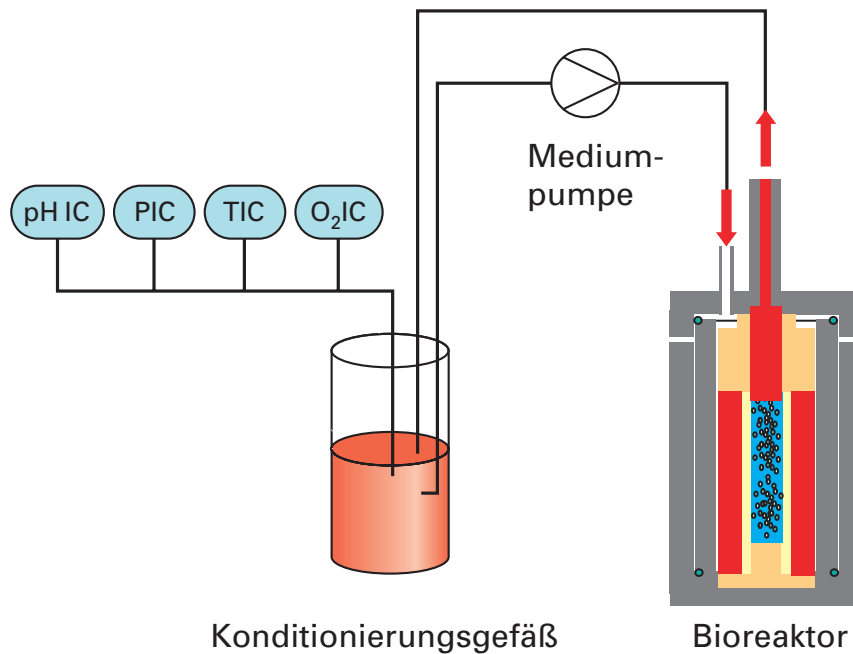 Medium-
pumpe
pH IC PIC TIC O₂IC
Konditionierungsgefäß Bioreaktor